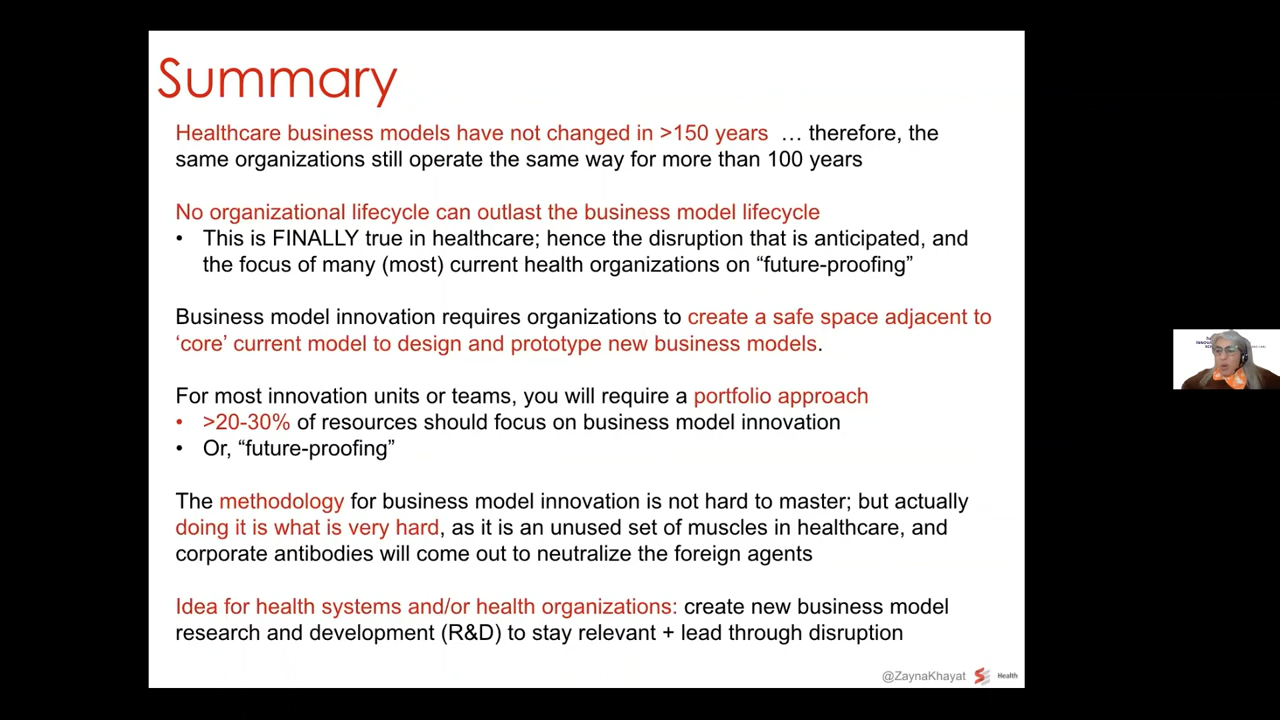 Summary
Healthcare business models have not changed in >150 years … therefore, the
same organizations still operate the same way for more than 100 years
No organizational lifecycle can outlast the business model lifecycle
• This is FINALLY true in healthcare; hence the disruption that is anticipated, and
the focus of many (most) current health organizations on “future-proofing”
Business model innovation requires organizations to create a safe space adjacent to
‘core’ current model to design and prototype new business models.
For most innovation units or teams, you will require a portfolio approach
• >20-30% of resources should focus on business model innovation
• Or, “future-proofing”
The methodology for business model innovation is not hard to master; but actually
doing it is what is very hard, as it is an unused set of muscles in healthcare, and
corporate antibodies will come out to neutralize the foreign agents
Idea for health systems and/or health organizations: create new business model
research and development (R&D) to stay relevant + lead through disruption
@ZaynaKhayat
Health